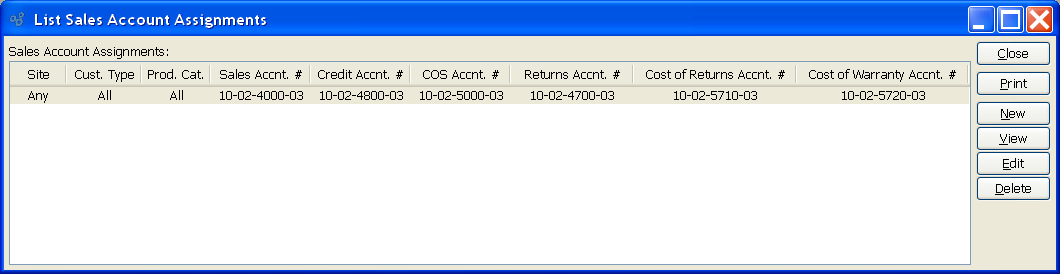 List Sales Account Assignments
Sales Account Assignments:
Site Cust. Type Prod. Cat. Sales Accnt. # Credit Accnt. # COS Accnt. # Returns Accnt. # Cost of Returns Accnt. # Cost of Warranty Accnt. #
Any All All 10-02-4000-03 10-02-4800-03 10-02-5000-03 10-02-4700-03 10-02-5710-03 10-02-5720-03
Close
Print
New
View
Edit
Delete